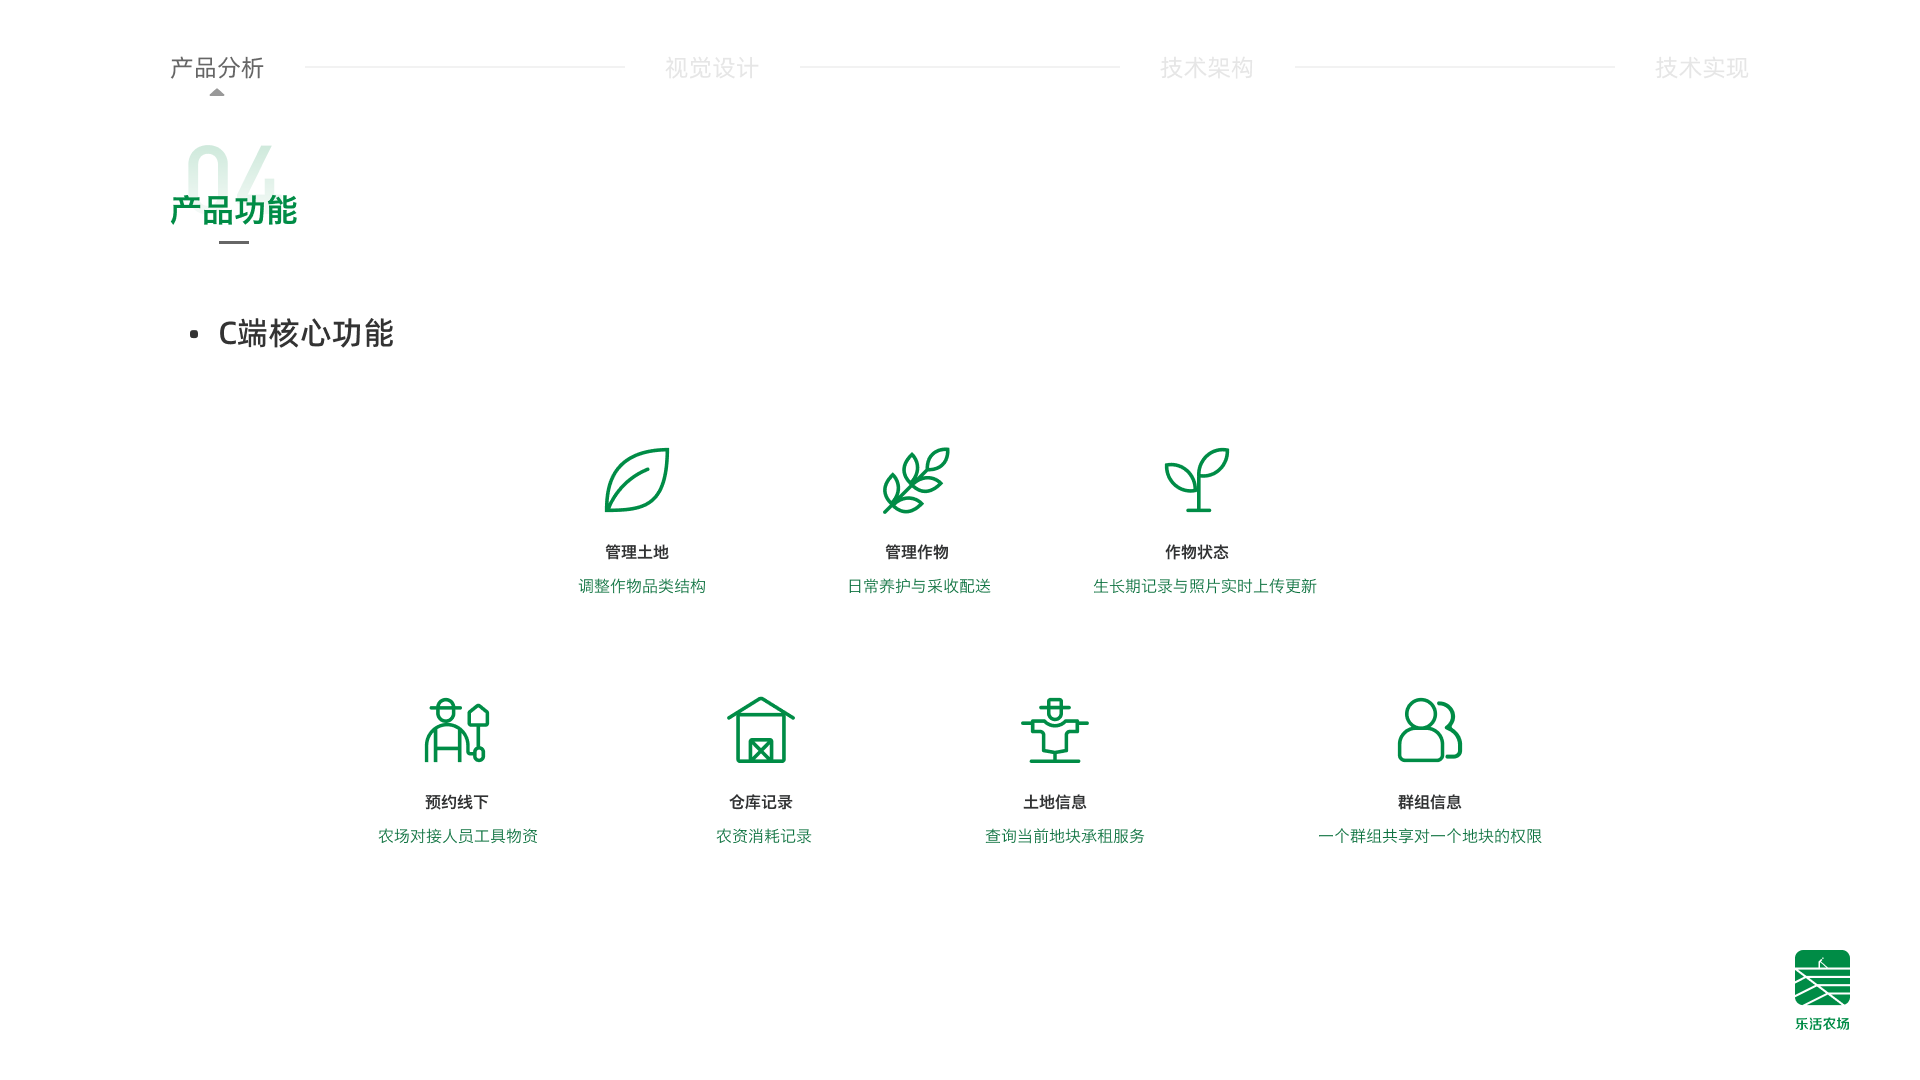 产品分析
视觉设计
技术架构
技术实现
04
产品功能
• C端核心功能
管理土地
管理作物
作物状态
调整作物品类结构
日常养护与采收配送
生长期记录与照片实时上传更新
预约线下
仓库记录
土地信息
群组信息
农场对接人员工具物资
农资消耗记录
查询当前地块承租服务
一个群组共享对一个地块的权限
乐活农场